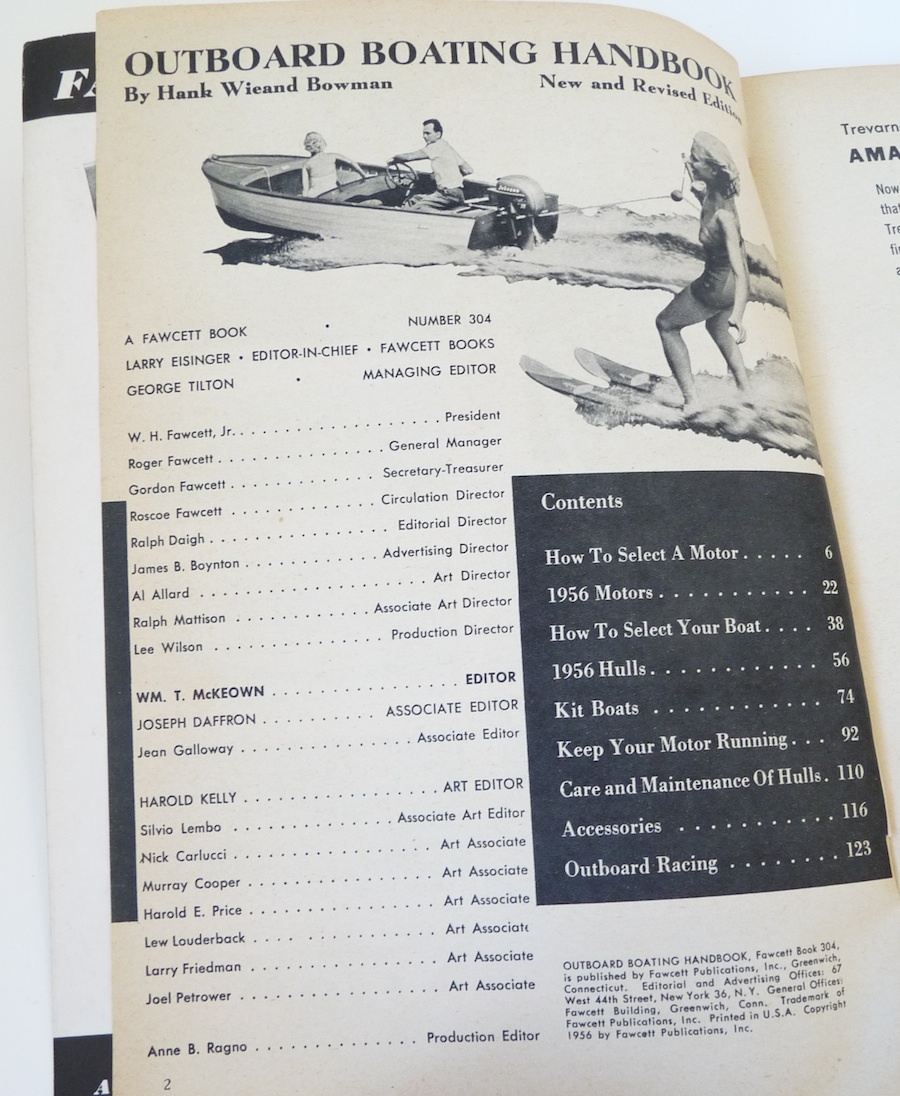 OUTBOARD BOATING HANDBOOK
By Hank Wieand Bowman New and Revised Edition
Johnson
A FAWCETT BOOK • NUMBER 304
LARRY EISINGER • EDITOR-IN-CHIEF • FAWCETT BOOKS
GEORGE TILTON • MANAGING EDITOR
W. H. Fawcett, Jr. . . . . . . . . . . . . . . . . . . . President
Roger Fawcett . . . . . . . . . . . . . . . . General Manager
Gordon Fawcett . . . . . . . . . . . . . . Secretary-Treasurer
Roscoe Fawcett . . . . . . . . . . . . . . Circulation Director
Ralph Daigh . . . . . . . . . . . . . . . . . Editorial Director
James B. Boynton . . . . . . . . . . . . . Advertising Director
Al Allard . . . . . . . . . . . . . . . . . . . . . . Art Director
Ralph Mattison . . . . . . . . . . . . . Associate Art Director
Lee Wilson . . . . . . . . . . . . . . . . Production Director
WM. T. McKEOWN . . . . . . . . . . . . . . . . . . EDITOR
JOSEPH DAFFRON . . . . . . . . . . . . ASSOCIATE EDITOR
Jean Galloway . . . . . . . . . . . . . . . . Associate Editor
HAROLD KELLY . . . . . . . . . . . . . . . . . . ART EDITOR
Silvio Lembo . . . . . . . . . . . . . . . Associate Art Editor
Nick Carlucci . . . . . . . . . . . . . . . . . . Art Associate
Murray Cooper . . . . . . . . . . . . . . . . . Art Associate
Harold E. Price . . . . . . . . . . . . . . . . . Art Associate
Lew Louderback . . . . . . . . . . . . . . . . Art Associate
Larry Friedman . . . . . . . . . . . . . . . . . Art Associate
Joel Petrower . . . . . . . . . . . . . . . . . . Art Associate
Anne B. Ragno . . . . . . . . . . . . . . . Production Editor
2
Contents
How To Select A Motor . . . . . 6
1956 Motors . . . . . . . . . . . 22
How To Select Your Boat . . . . 38
1956 Hulls . . . . . . . . . . . . 56
Kit Boats . . . . . . . . . . . . 74
Keep Your Motor Running . . . 92
Care and Maintenance Of Hulls . 110
Accessories . . . . . . . . . . . 116
Outboard Racing . . . . . . . . 123
OUTBOARD BOATING HANDBOOK, Fawcett Book 304,
is published by Fawcett Publications, Inc., Greenwich,
Connecticut. Editorial and Advertising Offices: 67
West 44th Street, New York 36, N. Y. General Offices:
Fawcett Building, Greenwich, Conn. Trademark of
Fawcett Publications, Inc. Printed in U.S.A. Copyright
1956 by Fawcett Publications, Inc.
Trevarn
AMA
Now
that
Tre